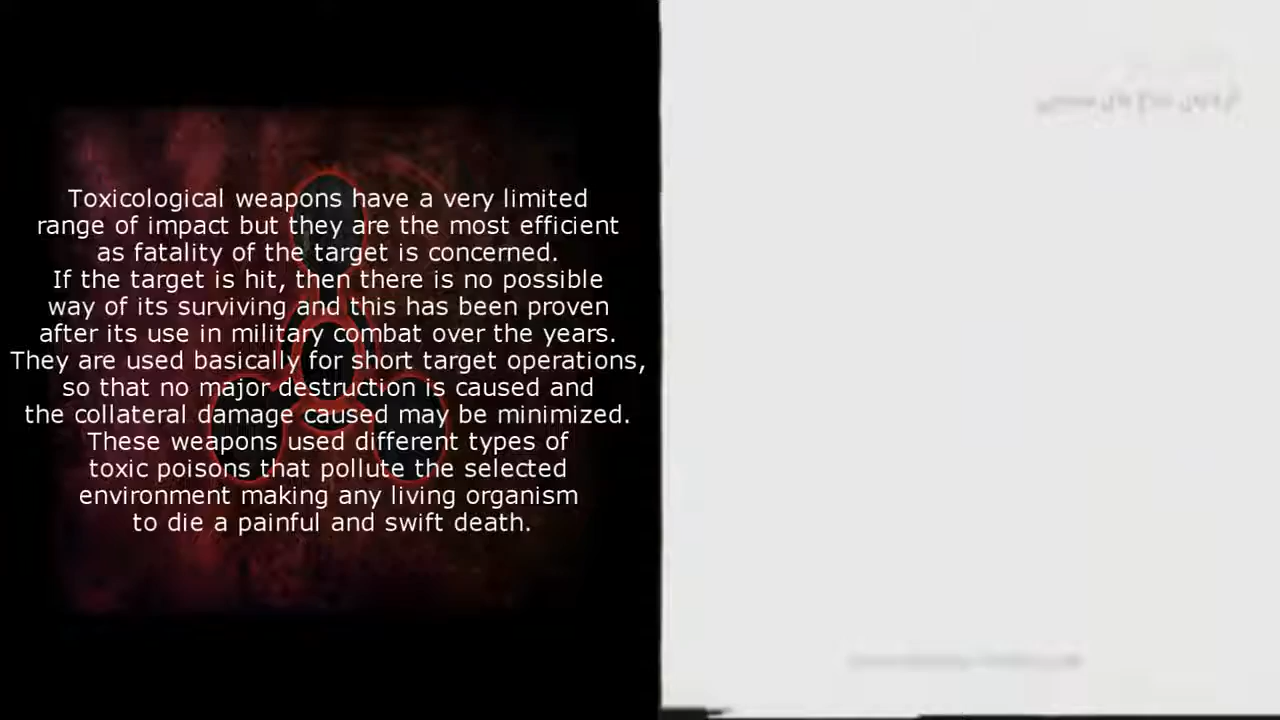 Toxicological weapons have a very limited
range of impact but they are the most efficient
as fatality of the target is concerned.
If the target is hit, then there is no possible
way of its surviving and this has been proven
after its use in military combat over the years.
They are used basically for short target operations,
so that no major destruction is caused and
the collateral damage caused may be minimized.
These weapons used different types of
toxic poisons that pollute the selected
environment making any living organism
to die a painful and swift death.